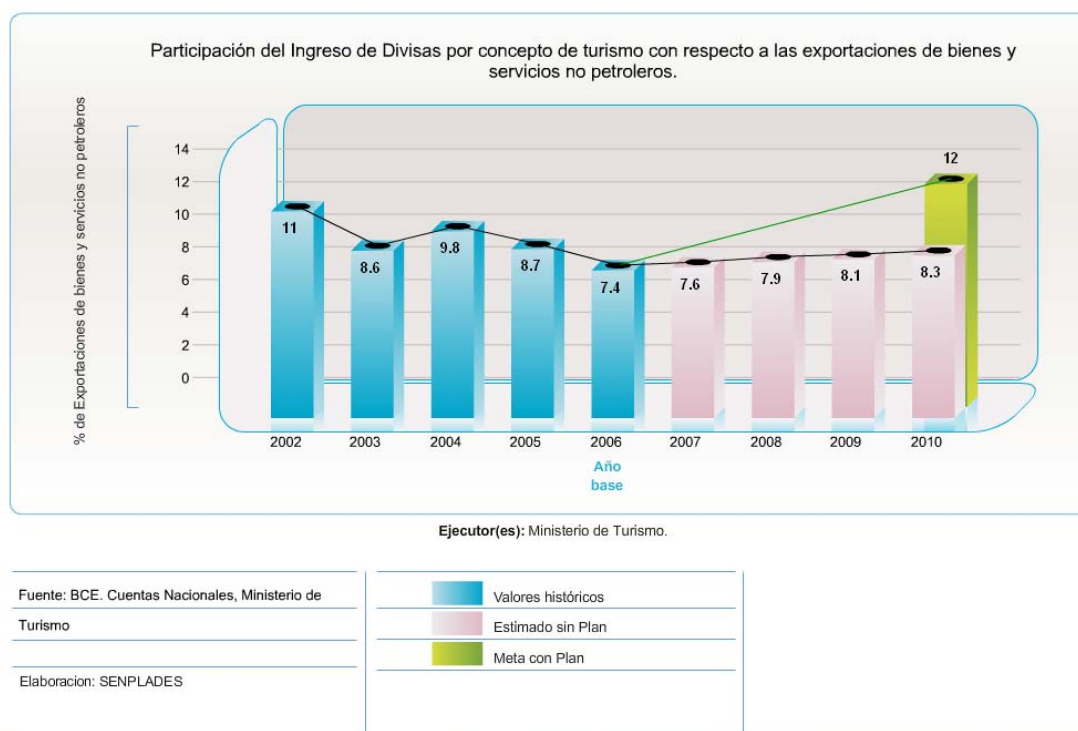 Participación del Ingreso de Divisas por concepto de turismo con respecto a las exportaciones de bienes y
servicios no petroleros.
% de Exportaciones de bienes y servicios no petroleros
14
12
10
8
6
4
2
0
11
8.6
9.8
8.7
7.4
7.6
7.9
8.1
8.3
12
2002 2003 2004 2005 2006 2007 2008 2009 2010
Año
base
Ejecutor(es): Ministerio de Turismo.
Fuente: BCE. Cuentas Nacionales, Ministerio de
Turismo
Elaboracion: SENPLADES
Valores históricos
Estimado sin Plan
Meta con Plan